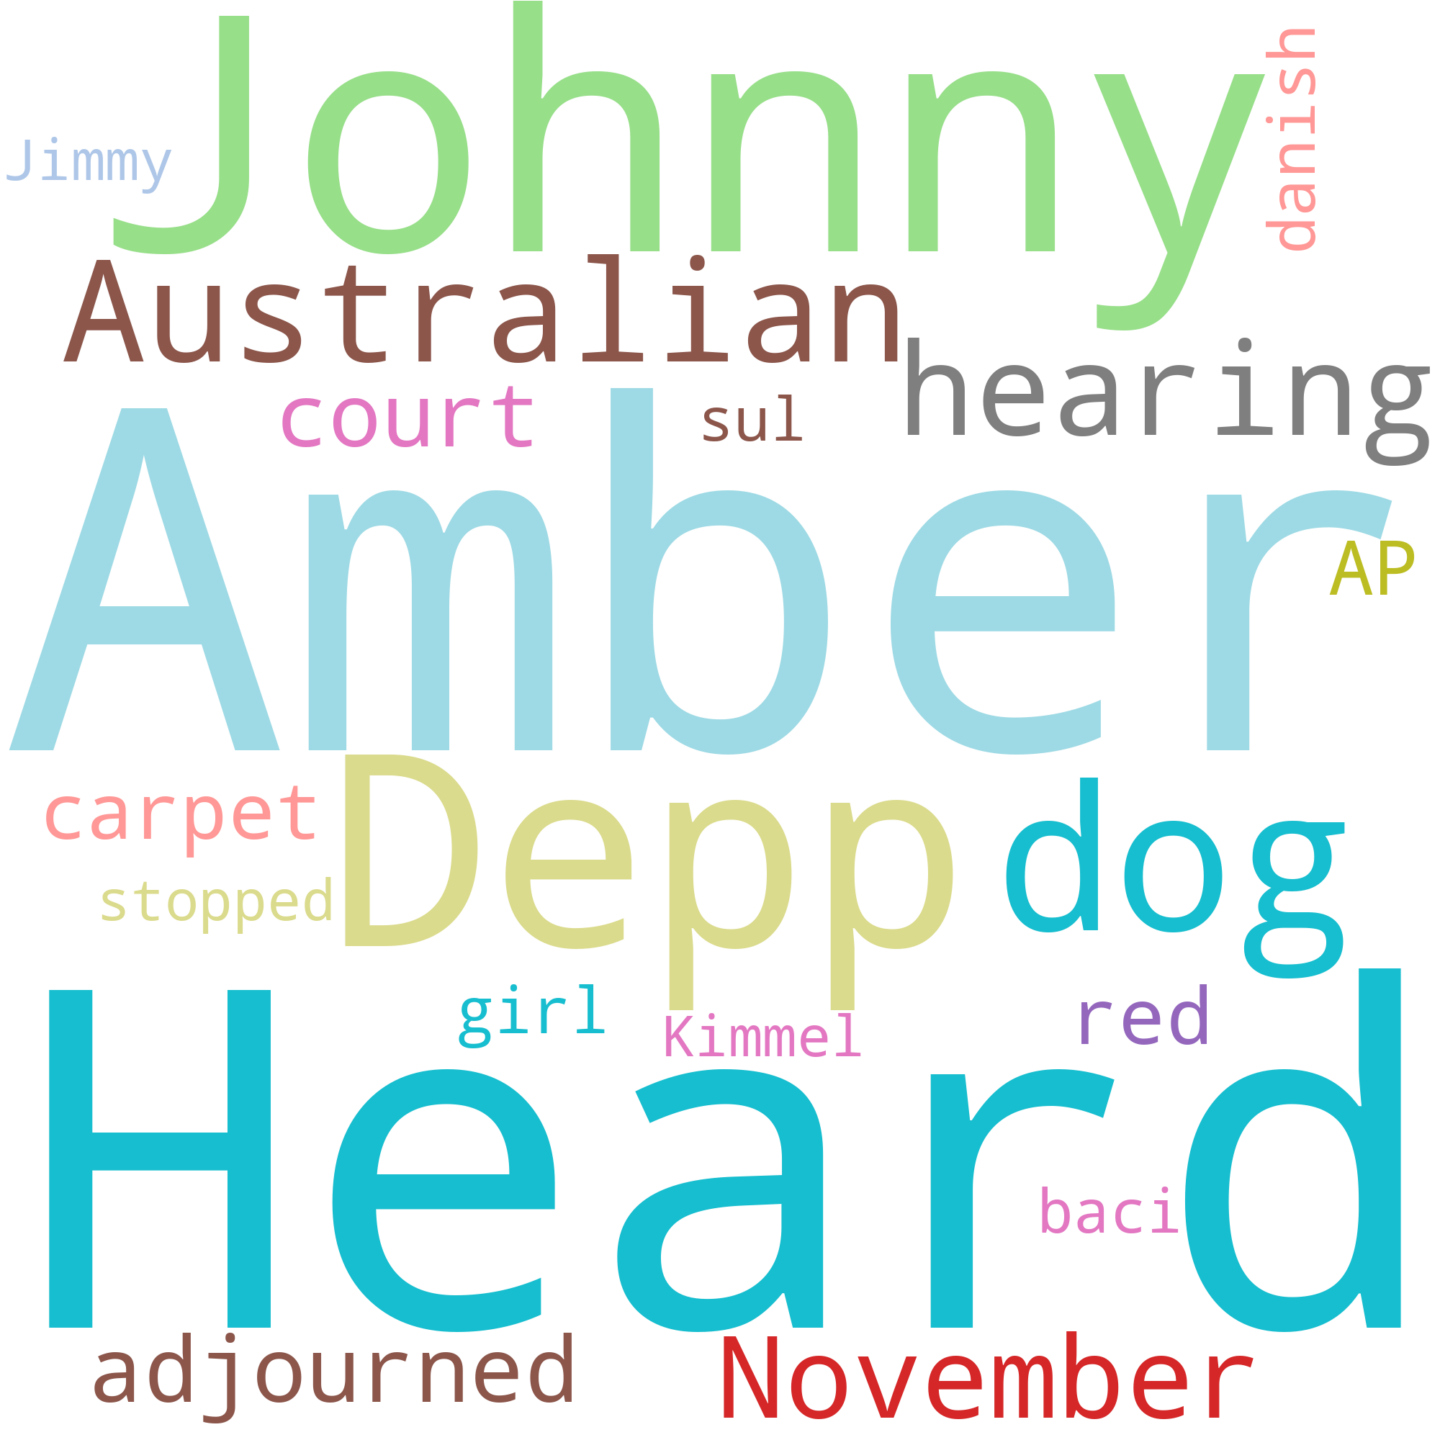 Johnny
danish
Jimmy
Australian
hearing
court
sul
Amber
AP
Depp
dog
carpet
stopped
girl
Kimmel
red
Heard
baci
adjourned
November